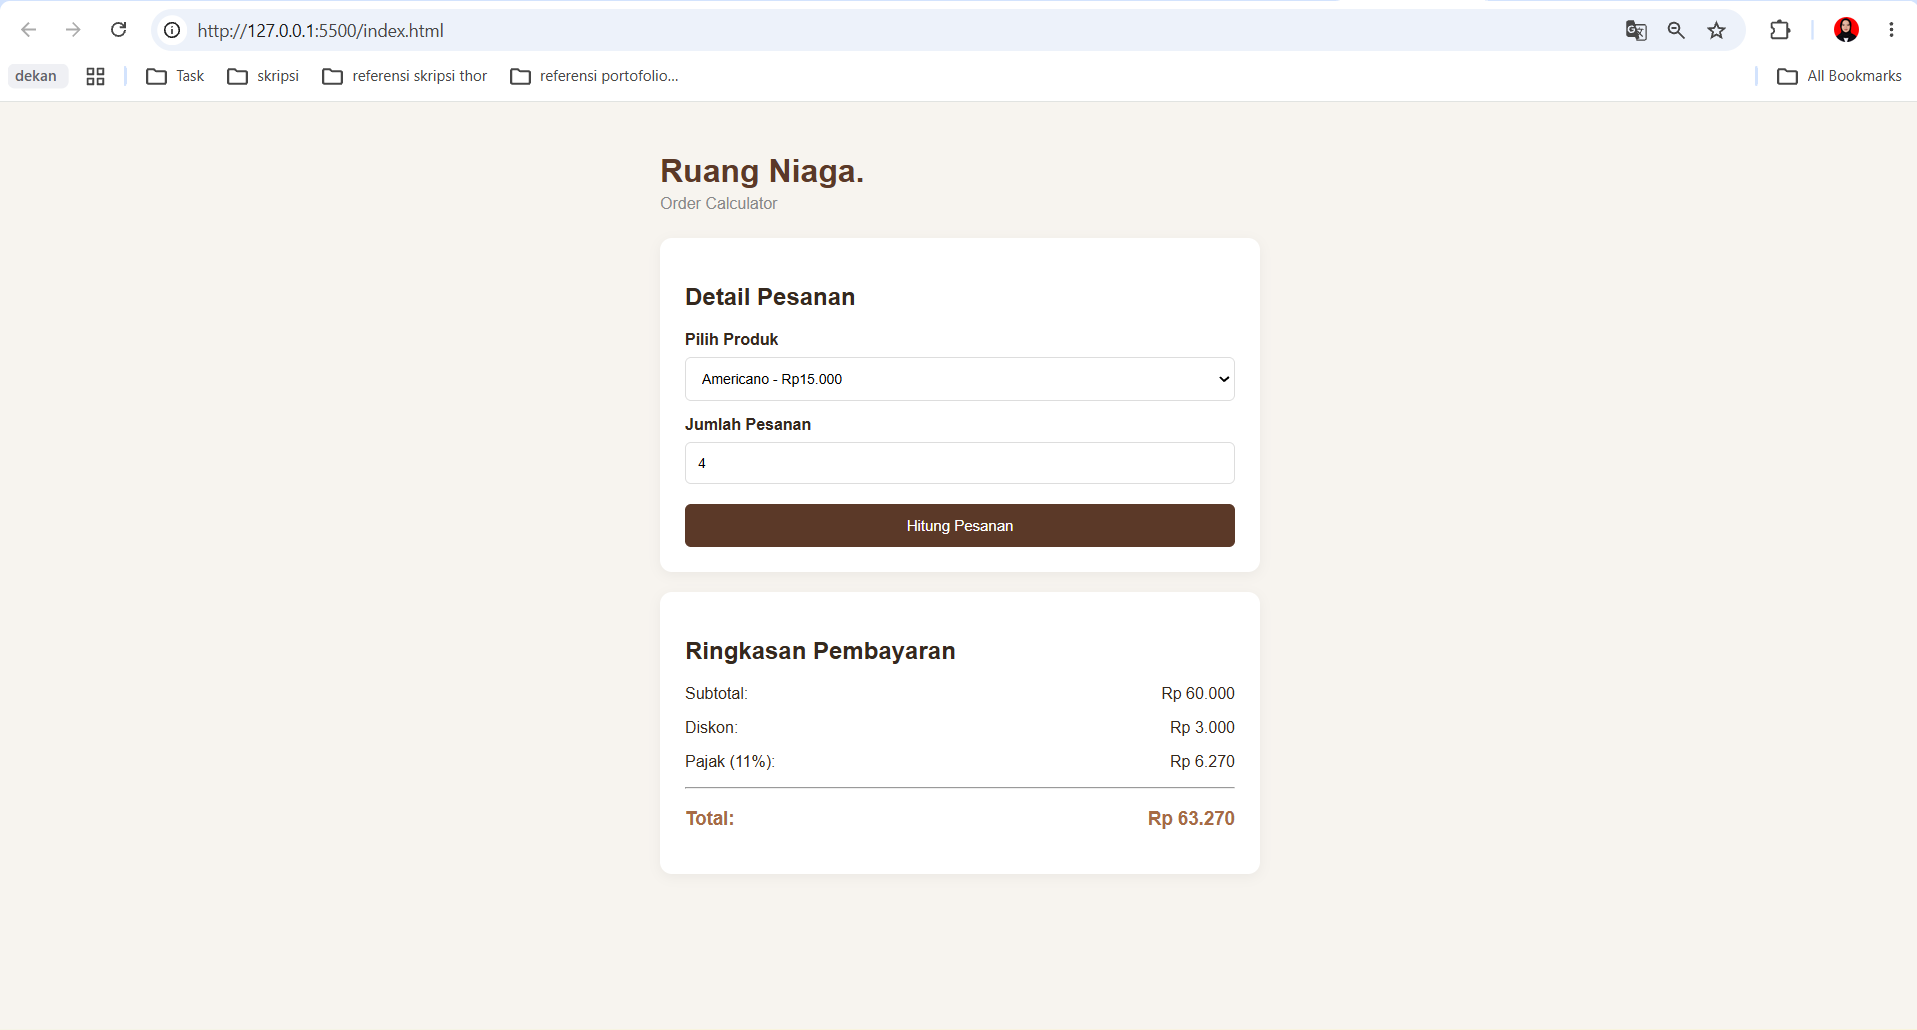 http://127.0.0.1:5500/index.html
dekan Task skripsi referensi skripsi thor referensi portofolio... All Bookmarks
Ruang Niaga.
Order Calculator
Detail Pesanan
Pilih Produk
Americano - Rp15.000
Jumlah Pesanan
4
Hitung Pesanan
Ringkasan Pembayaran
Subtotal: Rp 60.000
Diskon: Rp 3.000
Pajak (11%): Rp 6.270
Total: Rp 63.270